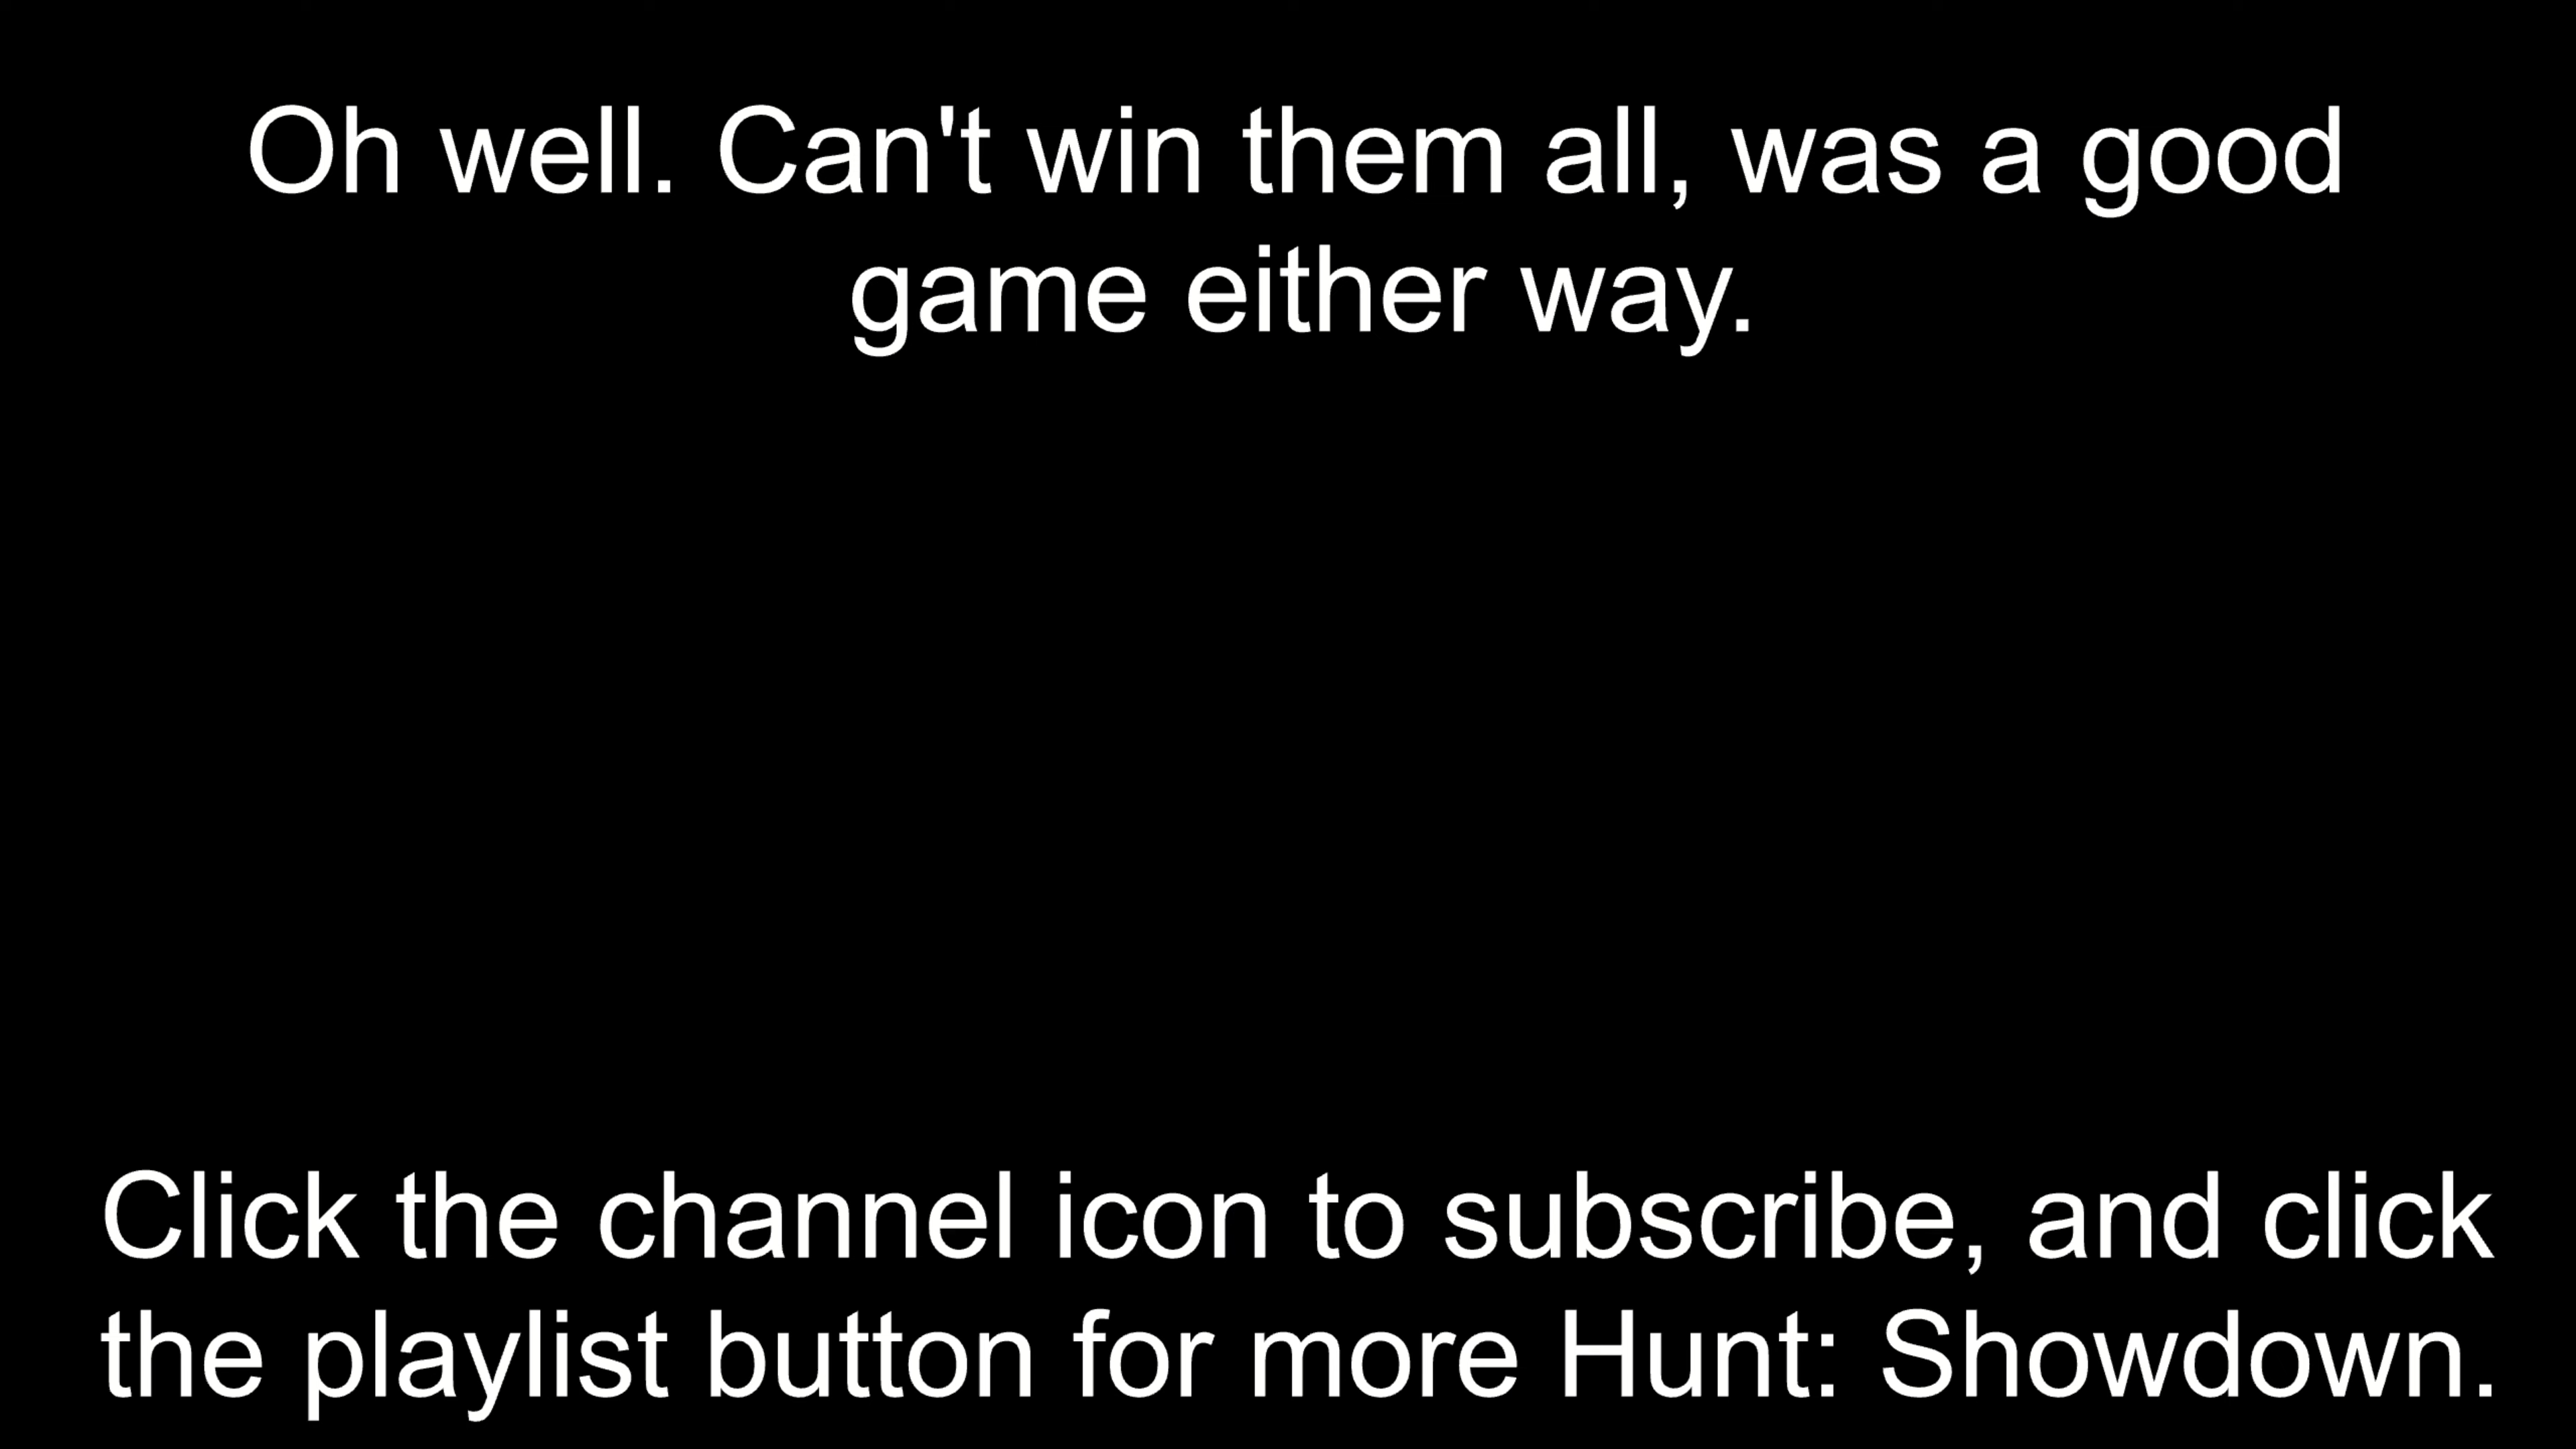 Oh well. Can't win them all, was a good
game either way.
Click the channel icon to subscribe, and click
the playlist button for more Hunt: Showdown.